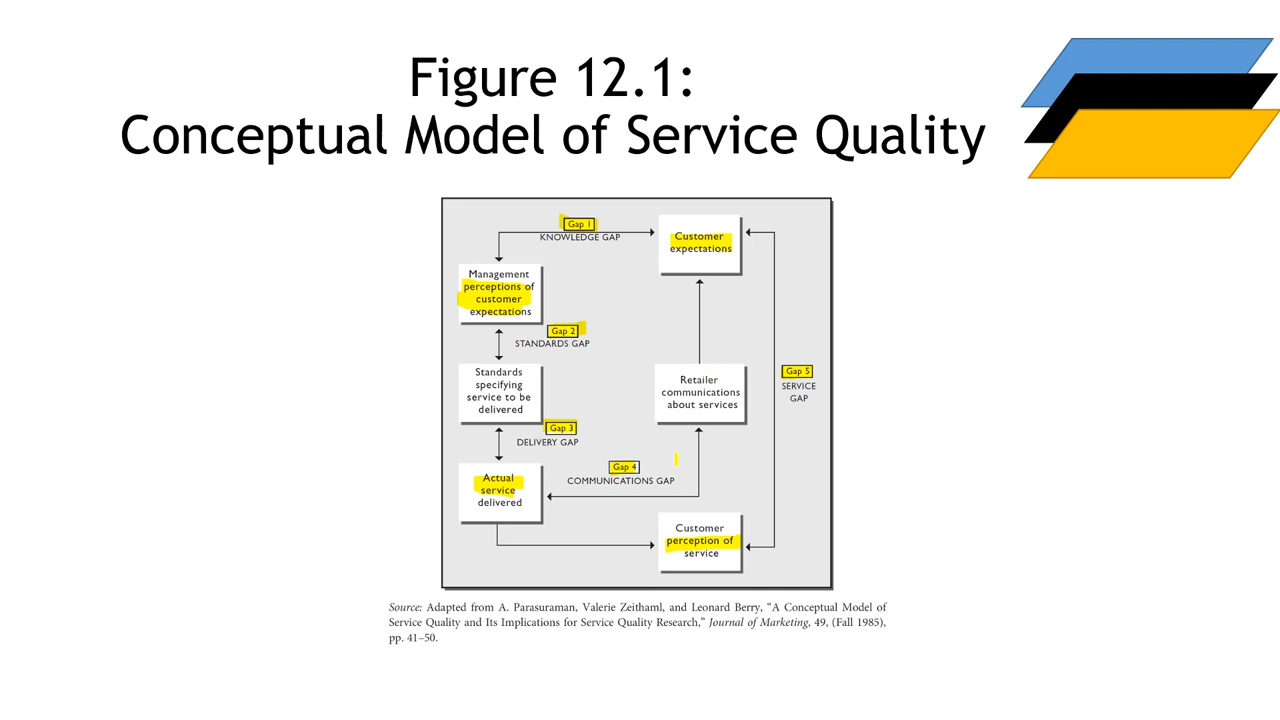 Figure 12.1:
Conceptual Model of Service Quality
Gap 1
KNOWLEDGE GAP
Customer
expectations
Management
perceptions of
customer
expectations
Gap 2
STANDARDS GAP
Standards
specifying
service to be
delivered
Retailer
communications
about services
Gap 5
SERVICE
GAP
Gap 3
DELIVERY GAP
Gap 4
COMMUNICATIONS GAP
Actual
service
delivered
Customer
perception of
service
Source: Adapted from A. Parasuraman, Valerie Zeithaml, and Leonard Berry, “A Conceptual Model of
Service Quality and Its Implications for Service Quality Research,” Journal of Marketing, 49, (Fall 1985),
pp. 41–50.